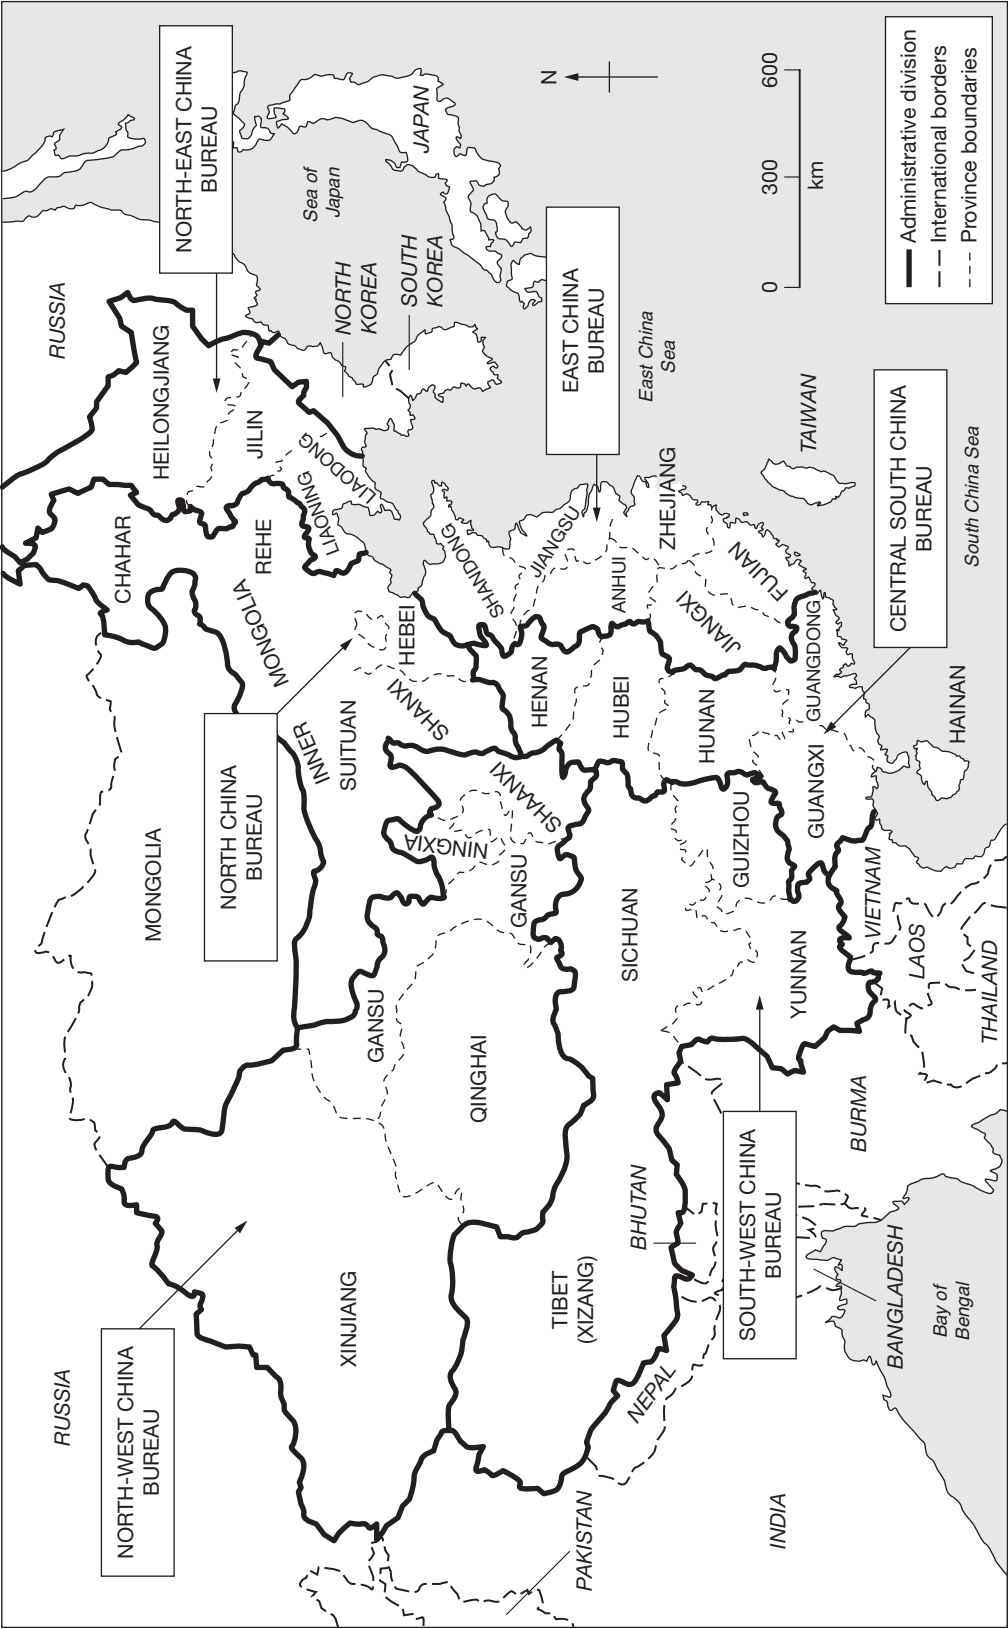 RUSSIA
NORTH-WEST CHINA
BUREAU
RUSSIA
NORTH-EAST CHINA
BUREAU
MONGOLIA
NORTH CHINA
BUREAU
CHAHAR
HEILONGJIANG
JILIN
REHE
LIAONING
LIAODONG
INNER
MONGOLIA
SUITUAN
HEBEI
SHANXI
SHAANXI
NINGXIA
GANSU
GANSU
QINGHAI
XINJIANG
TIBET
(XIZANG)
SICHUAN
SHANDONG
JIANGSU
ANHUI
HENAN
HUBEI
HUNAN
JIANGXI
ZHEJIANG
FUJIAN
GUANGDONG
GUANGXI
GUIZHOU
YUNNAN
EAST CHINA
BUREAU
CENTRAL SOUTH CHINA
BUREAU
SOUTH-WEST CHINA
BUREAU
NORTH
KOREA
SOUTH
KOREA
Sea of
Japan
JAPAN
East China
Sea
TAIWAN
South China Sea
HAINAN
VIETNAM
LAOS
THAILAND
BURMA
BHUTAN
BANGLADESH
Bay of
Bengal
NEPAL
PAKISTAN
INDIA
N
0 300 600
km
Administrative division
International borders
Province boundaries